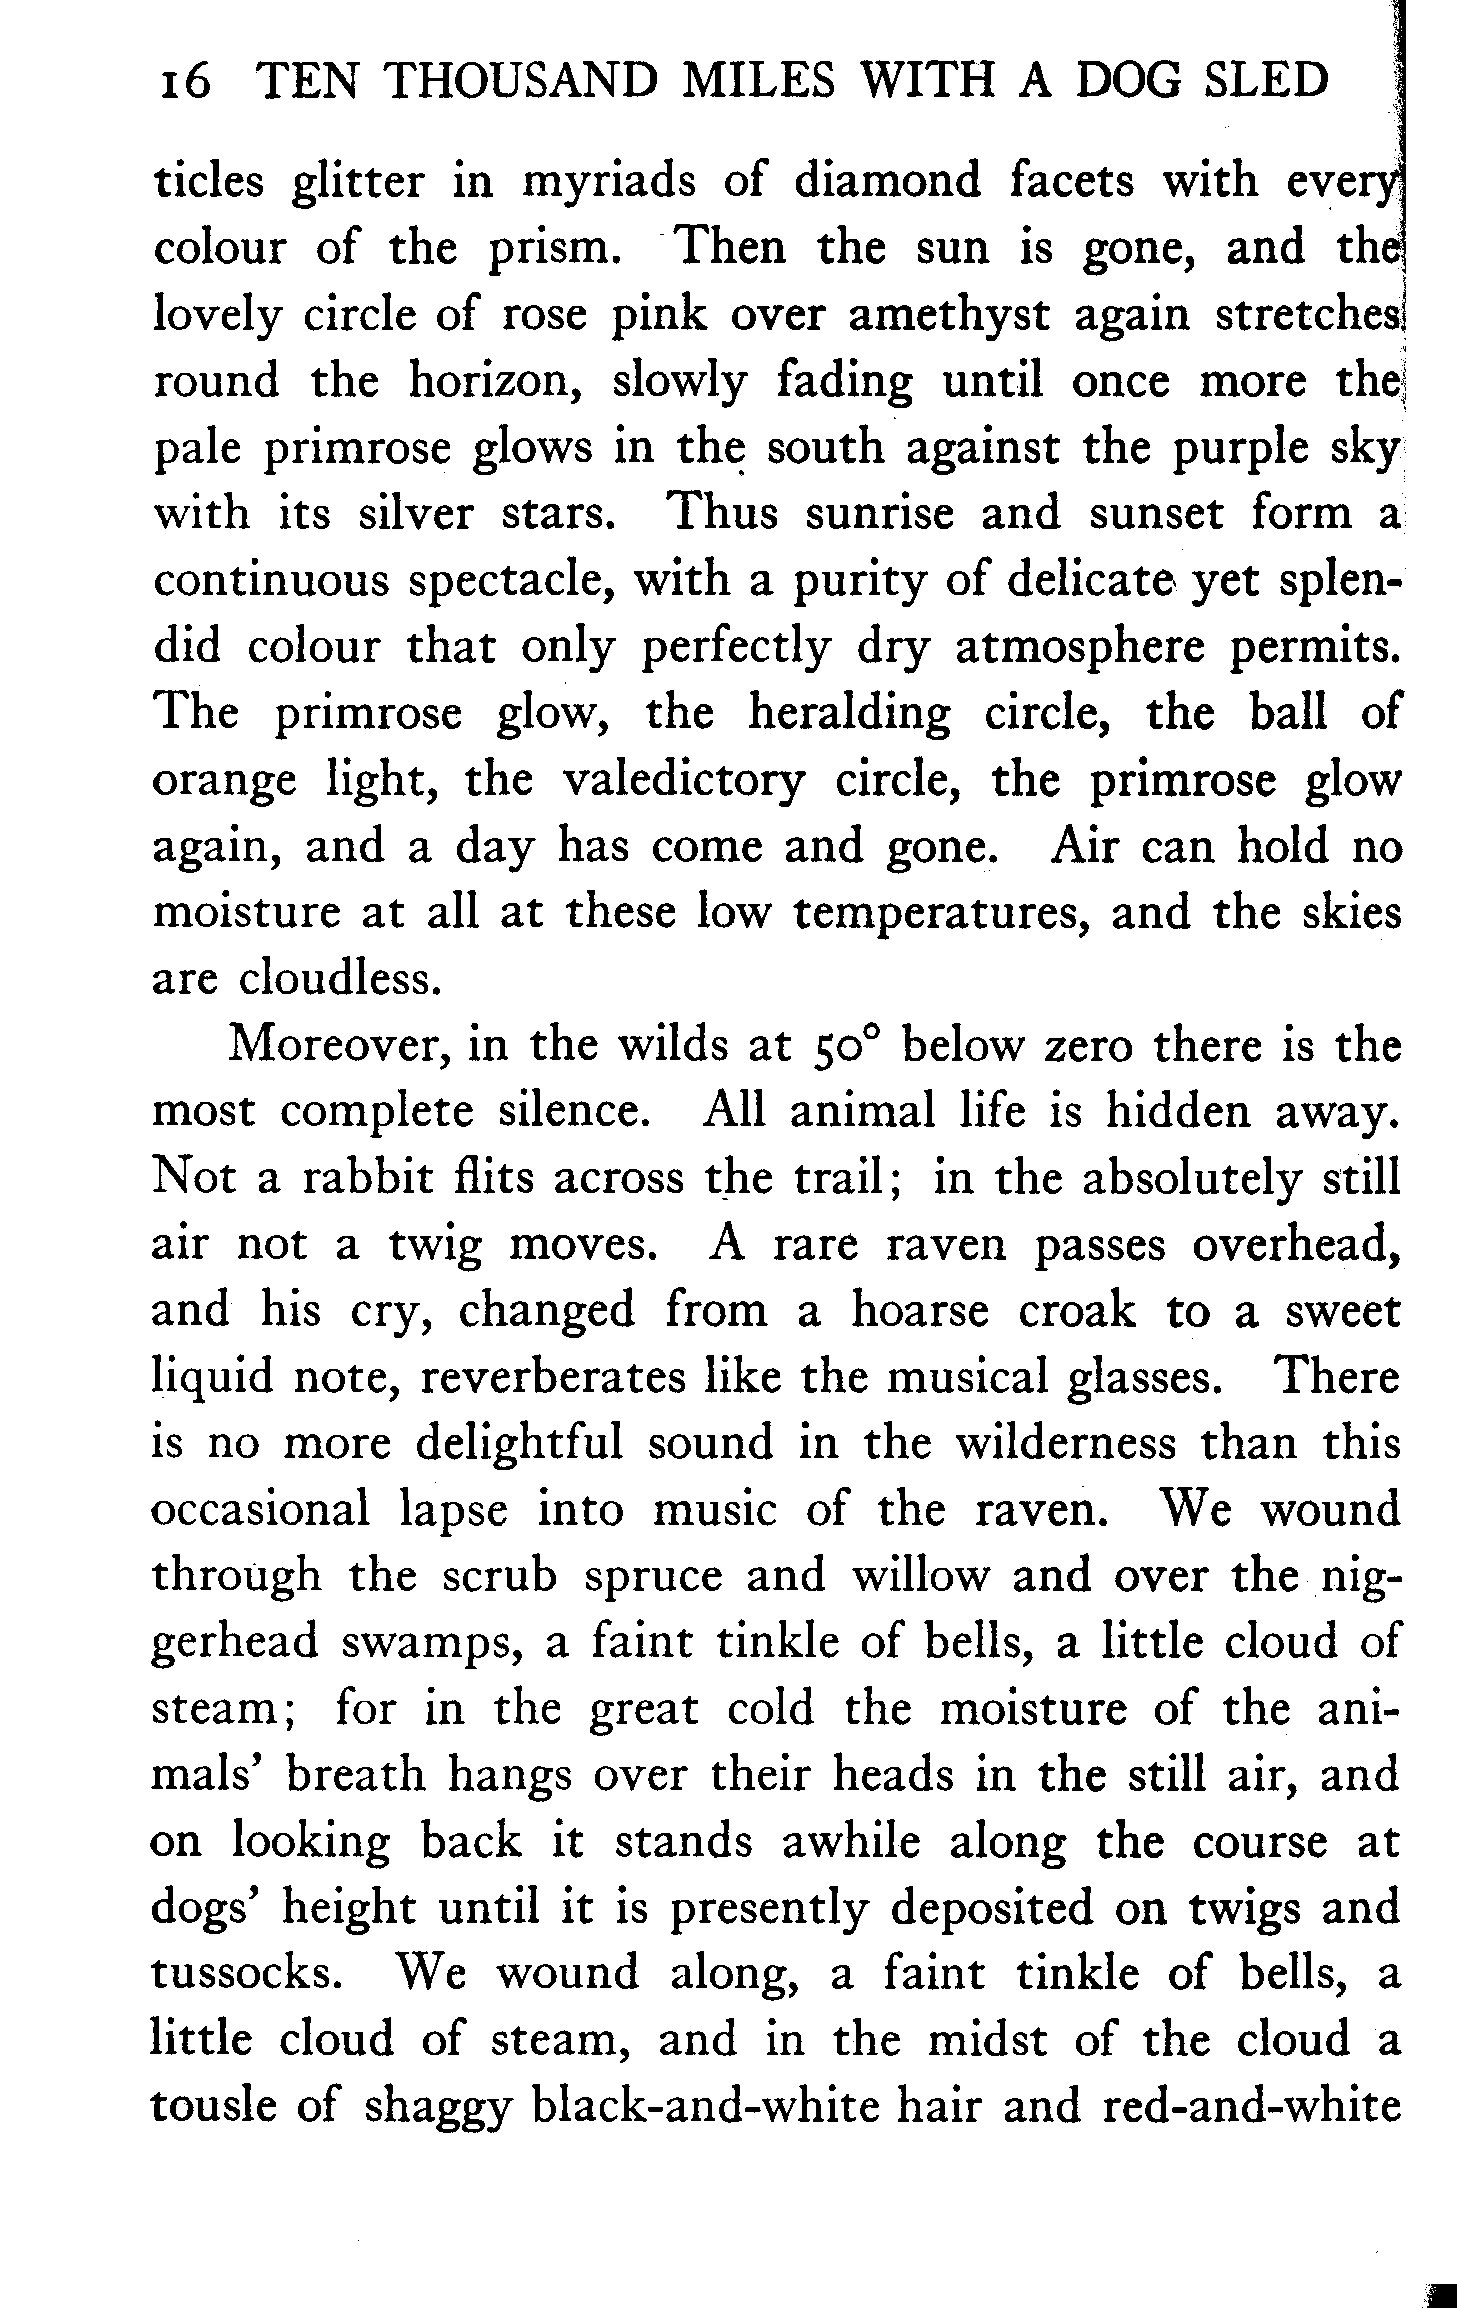 16 TEN THOUSAND MILES WITH A DOG SLED
ticles glitter in myriads of diamond facets with every
colour of the prism. Then the sun is gone, and the
lovely circle of rose pink over amethyst again stretches
round the horizon, slowly fading until once more the
pale primrose glows in the south against the purple sky
with its silver stars. Thus sunrise and sunset form a
continuous spectacle, with a purity of delicate yet splen-
did colour that only perfectly dry atmosphere permits.
The primrose glow, the heralding circle, the ball of
orange light, the valedictory circle, the primrose glow
again, and a day has come and gone. Air can hold no
moisture at all at these low temperatures, and the skies
are cloudless.
Moreover, in the wilds at 50° below zero there is the
most complete silence. All animal life is hidden away.
Not a rabbit flits across the trail; in the absolutely still
air not a twig moves. A rare raven passes overhead,
and his cry, changed from a hoarse croak to a sweet
liquid note, reverberates like the musical glasses. There
is no more delightful sound in the wilderness than this
occasional lapse into music of the raven. We wound
through the scrub spruce and willow and over the nig-
gerhead swamps, a faint tinkle of bells, a little cloud of
steam; for in the great cold the moisture of the ani-
mals' breath hangs over their heads in the still air, and
on looking back it stands awhile along the course at
dogs' height until it is presently deposited on twigs and
tussocks. We wound along, a faint tinkle of bells, a
little cloud of steam, and in the midst of the cloud a
tousle of shaggy black-and-white hair and red-and-white